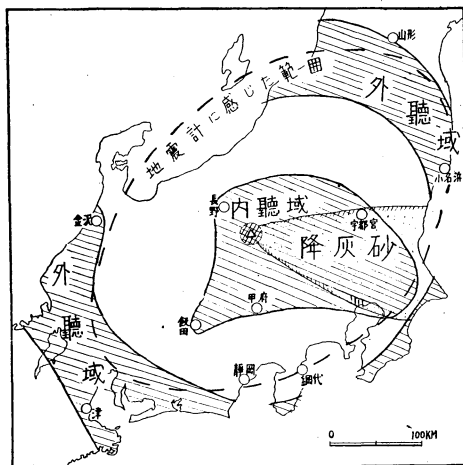 山形
外聽域
小名浜
地震計に感じた範囲
長野
内聽域
宇都宮
降灰砂
金沢
外聽域
甲府
飯田
静岡
網代
津
0 100KM